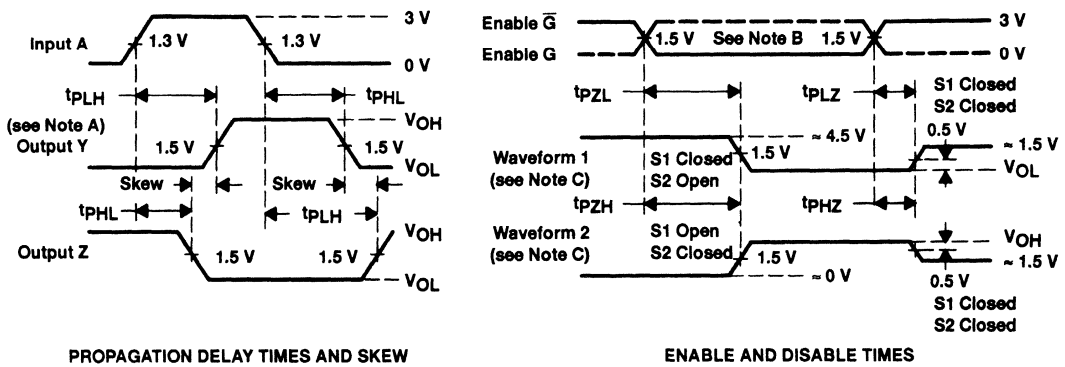 3 V
Input A
1.3 V
1.3 V
0 V
tPLH
tPHL
(see Note A)
Output Y
1.5 V
1.5 V
VOH
VOL
Skew
Skew
tPHL
tPLH
Output Z
1.5 V
1.5 V
VOH
VOL
PROPAGATION DELAY TIMES AND SKEW
Enable G̅
Enable G
1.5 V
See Note B
1.5 V
3 V
0 V
tPZL
tPLZ
S1 Closed
S2 Closed
≈ 4.5 V
0.5 V
Waveform 1
(see Note C)
S1 Closed
S2 Open
1.5 V
≈ 1.5 V
VOL
tPZH
tPHZ
Waveform 2
(see Note C)
S1 Open
S2 Closed
1.5 V
≈ 0 V
VOH
≈ 1.5 V
0.5 V
S1 Closed
S2 Closed
ENABLE AND DISABLE TIMES